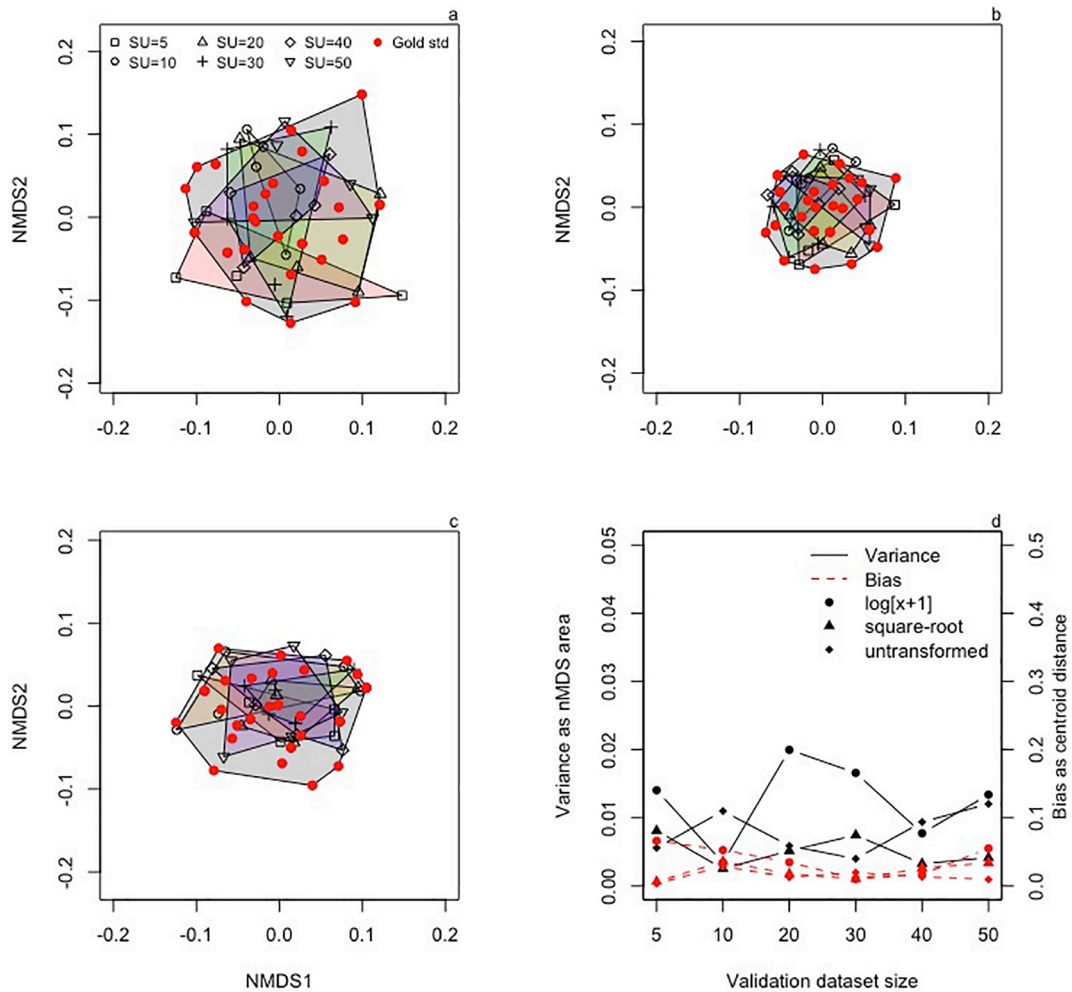 a
SU=5 SU=20 SU=40 Gold std
SU=10 SU=30 SU=50
0.2
0.1
0.0
-0.1
-0.2
NMDS2
-0.2 -0.1 0.0 0.1 0.2
b
0.2
0.1
0.0
-0.1
-0.2
NMDS2
-0.2 -0.1 0.0 0.1 0.2
c
0.2
0.1
0.0
-0.1
-0.2
NMDS2
-0.2 -0.1 0.0 0.1 0.2
NMDS1
d
Variance
Bias
log[x+1]
square-root
untransformed
0.05
0.04
0.03
0.02
0.01
0.00
Variance as nMDS area
0.5
0.4
0.3
0.2
0.1
0.0
Bias as centroid distance
5 10 20 30 40 50
Validation dataset size